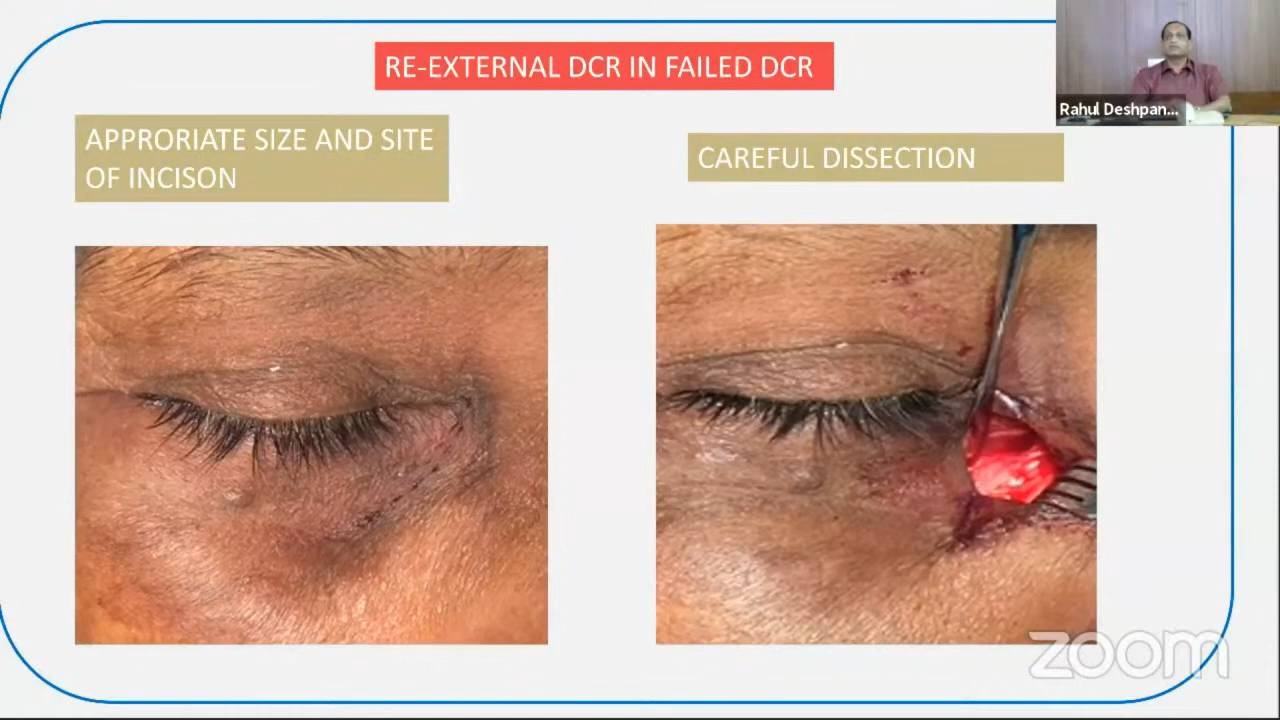 RE-EXTERNAL DCR IN FAILED DCR
Rahul Deshpan...
APPRORIATE SIZE AND SITE
OF INCISON
CAREFUL DISSECTION
zoom